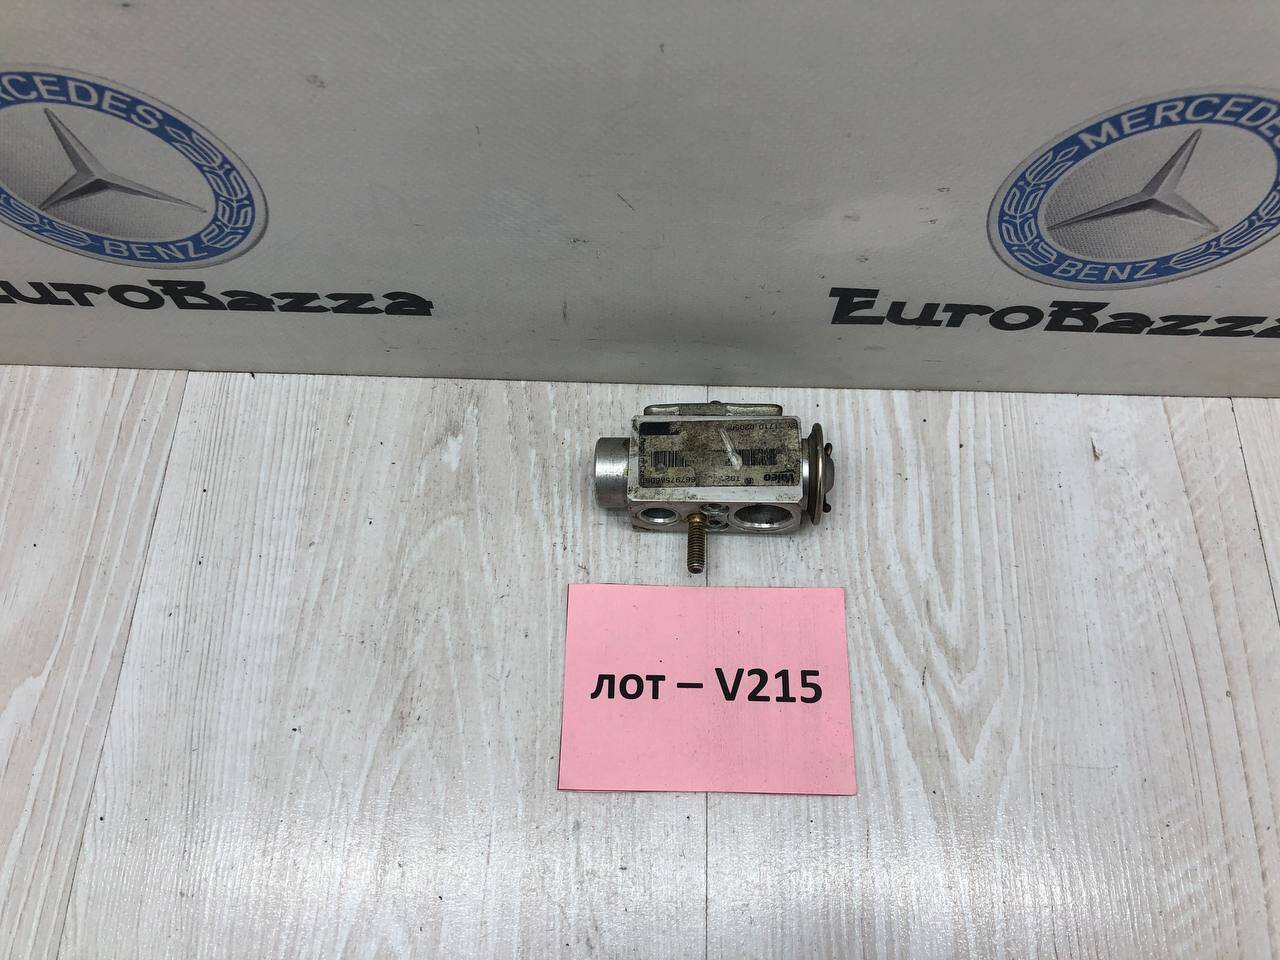 MERCEDES
BENZ
EuroBazza
MERCEDES
BENZ
EuroBazza
Valeo
лот – V215